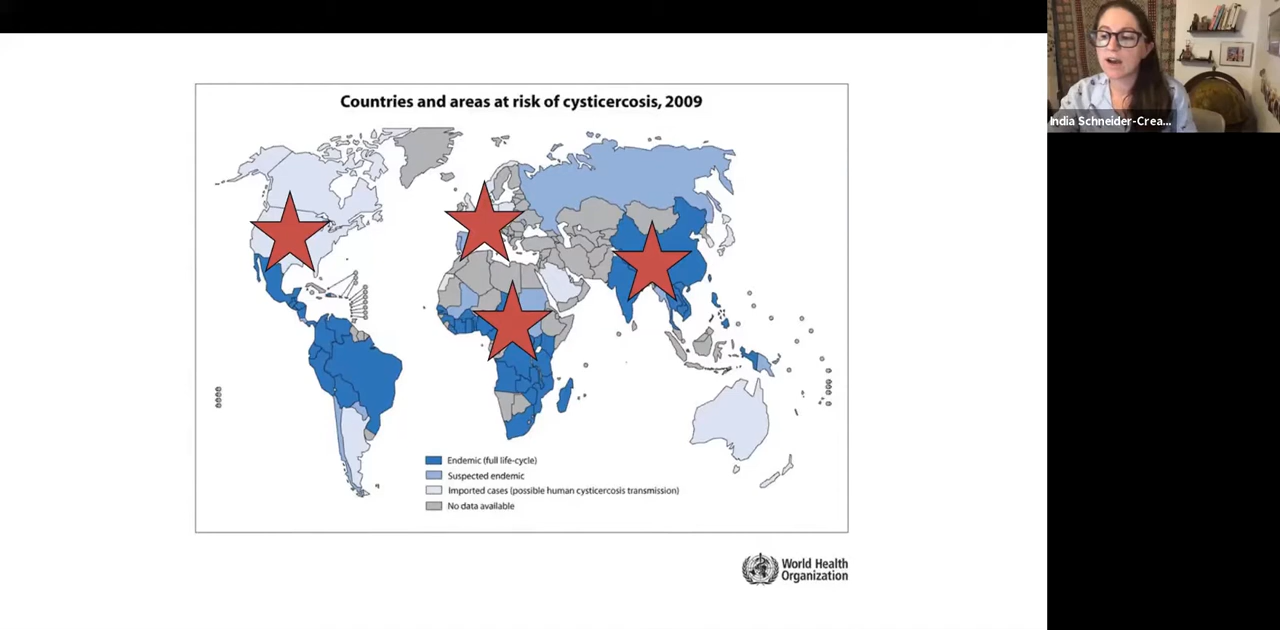 Countries and areas at risk of cysticercosis, 2009
India Schneider-Crea...
Endemic (full life-cycle)
Suspected endemic
Imported cases (possible human cysticercosis transmission)
No data available
World Health
Organization